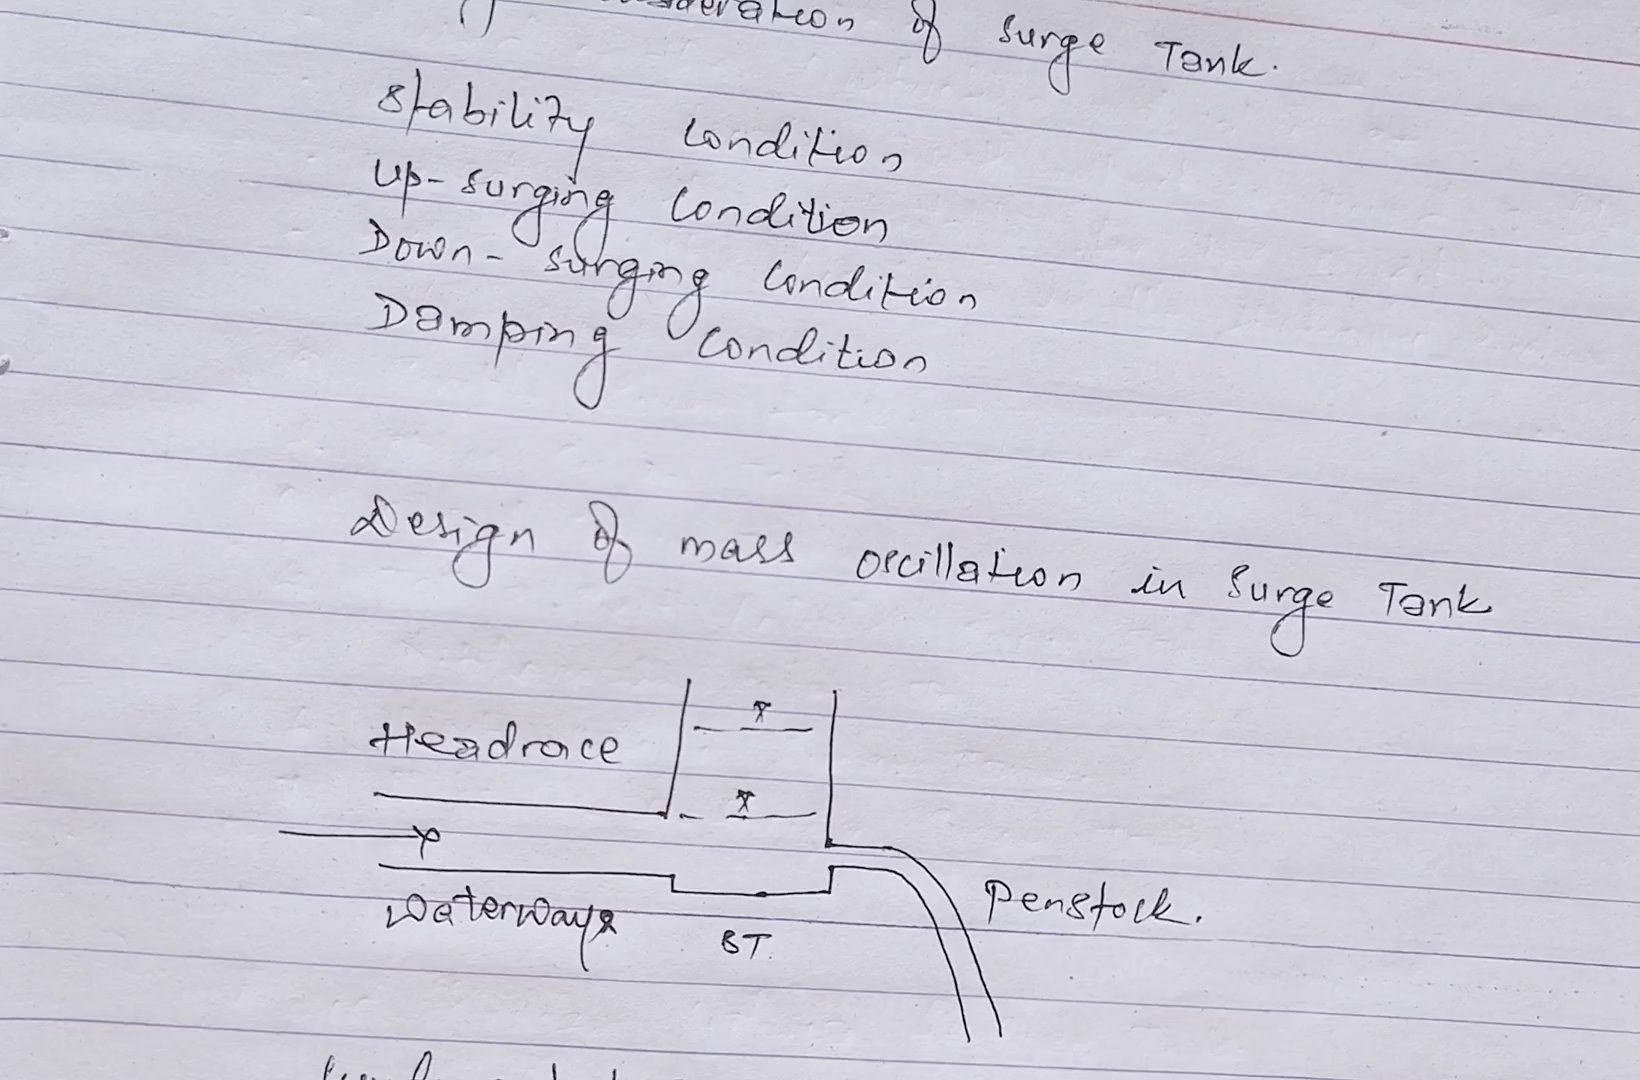 of Surge Tank.
Stability condition
Up-surging condition
Down-surging condition
Damping condition
Design of mass oscillation in Surge Tank
Headrace
Waterways
ST
Penstock.